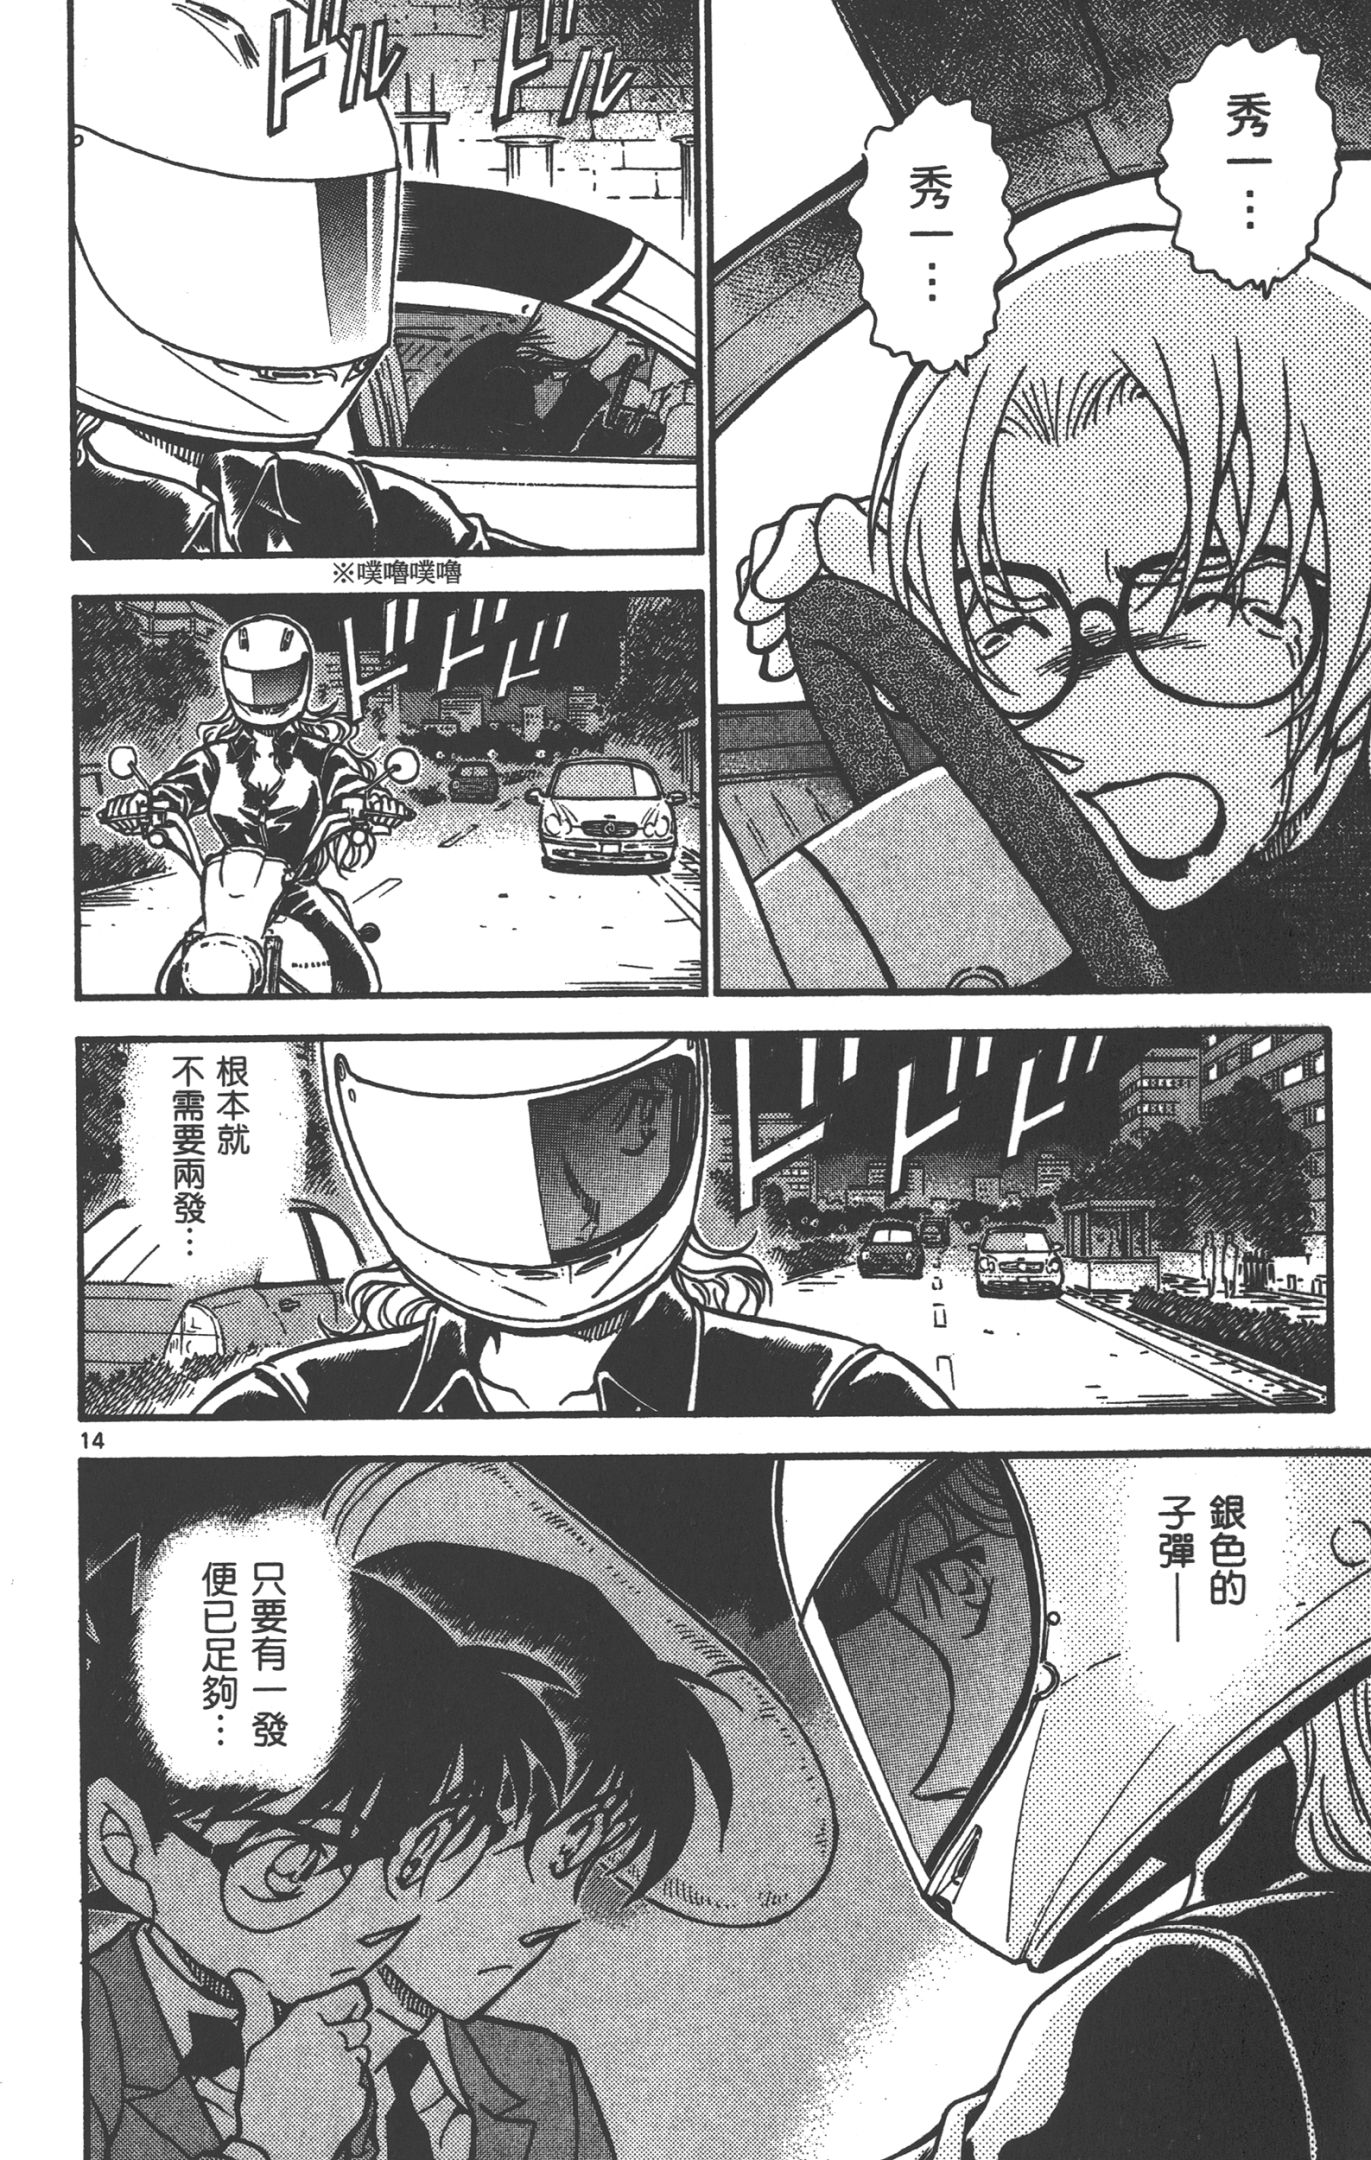 秀一…
秀一…
ドルドル
※噗嚕噗嚕
ドドド
ドドド
根本就
不需要兩發…
14
銀色的
子彈——
只要有一發
便已足夠…